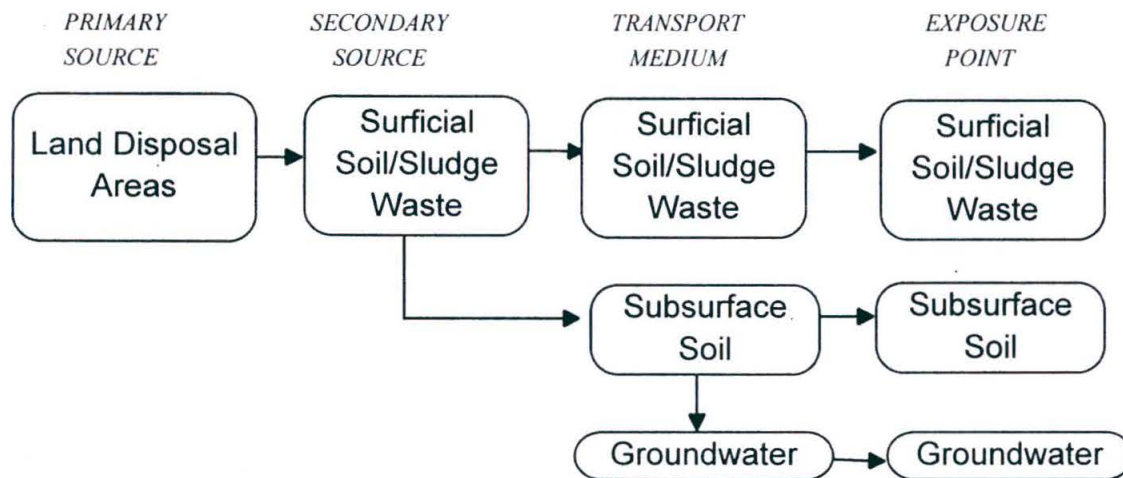 PRIMARY
SOURCE
SECONDARY
SOURCE
TRANSPORT
MEDIUM
EXPOSURE
POINT
Land Disposal
Areas
Surficial
Soil/Sludge
Waste
Surficial
Soil/Sludge
Waste
Surficial
Soil/Sludge
Waste
Subsurface
Soil
Subsurface
Soil
Groundwater
Groundwater